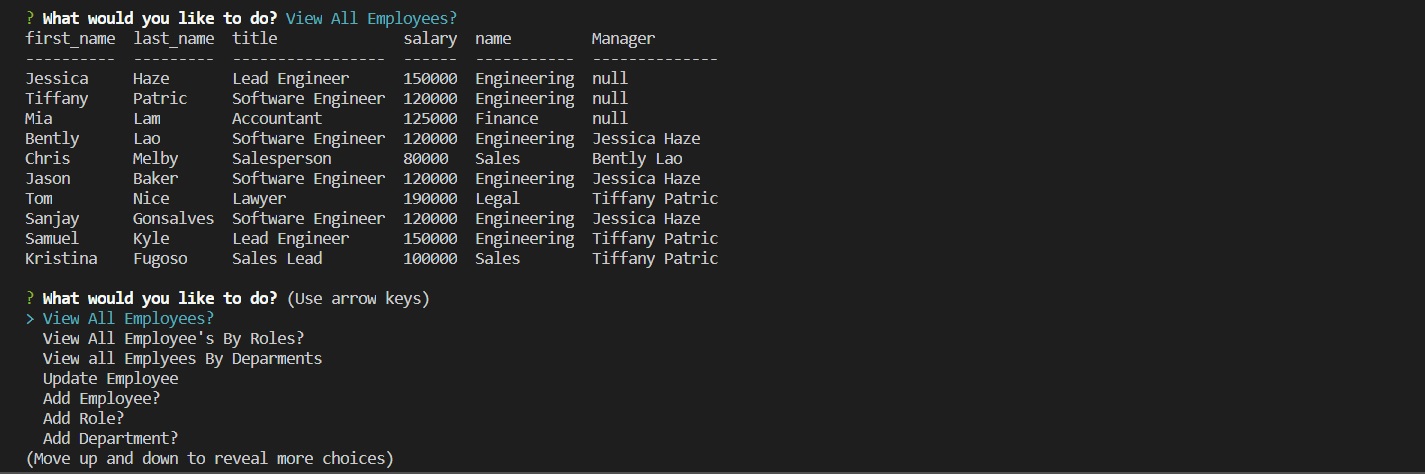 ? What would you like to do? View All Employees?
first_name  last_name  title              salary  name         Manager
----------  ---------  -----------------  ------  -----------  --------------
Jessica     Haze       Lead Engineer      150000  Engineering  null
Tiffany     Patric     Software Engineer  120000  Engineering  null
Mia         Lam        Accountant         125000  Finance      null
Bently      Lao        Software Engineer  120000  Engineering  Jessica Haze
Chris       Melby      Salesperson        80000   Sales        Bently Lao
Jason       Baker      Software Engineer  120000  Engineering  Jessica Haze
Tom         Nice       Lawyer             190000  Legal        Tiffany Patric
Sanjay      Gonsalves  Software Engineer  120000  Engineering  Jessica Haze
Samuel      Kyle       Lead Engineer      150000  Engineering  Tiffany Patric
Kristina    Fugoso     Sales Lead         100000  Sales        Tiffany Patric
? What would you like to do? (Use arrow keys)
> View All Employees?
  View All Employee's By Roles?
  View all Emplyees By Deparments
  Update Employee
  Add Employee?
  Add Role?
  Add Department?
(Move up and down to reveal more choices)